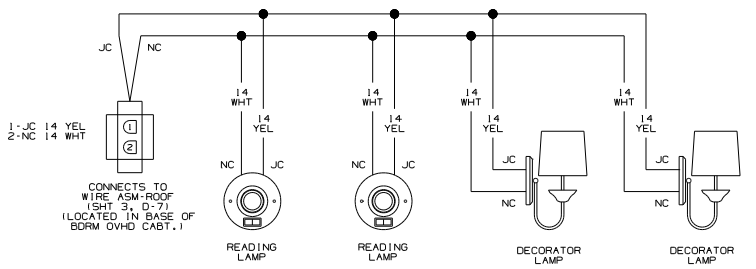 JC
NC
14
WHT
14
YEL
14
WHT
14
YEL
14
WHT
14
YEL
14
WHT
14
YEL
1-JC 14 YEL
2-NC 14 WHT
1
2
NC
JC
NC
JC
JC
NC
JC
NC
CONNECTS TO
WIRE ASM-ROOF
(SHT 3, D-7)
(LOCATED IN BASE OF
BDRM OVHD CABT.)
READING
LAMP
READING
LAMP
DECORATOR
LAMP
DECORATOR
LAMP